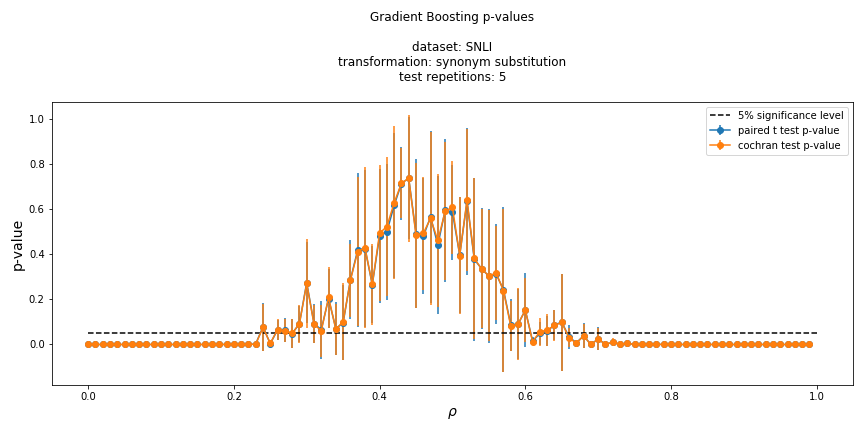 Gradient Boosting p-values
dataset: SNLI
transformation: synonym substitution
test repetitions: 5
5% significance level
paired t test p-value
cochran test p-value
p-value
1.0
0.8
0.6
0.4
0.2
0.0
0.0 0.2 0.4 0.6 0.8 1.0
ρ